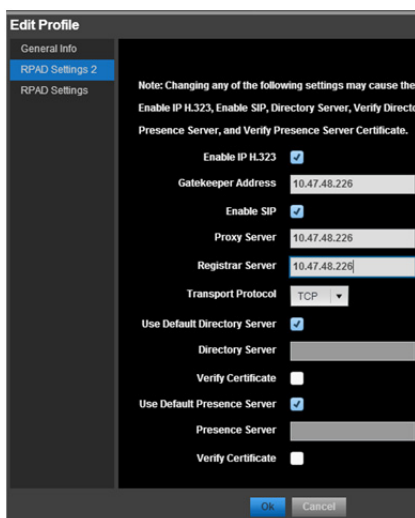 Edit Profile
General Info
RPAD Settings 2
RPAD Settings
Note: Changing any of the following settings may cause the
Enable IP H.323, Enable SIP, Directory Server, Verify Directo
Presence Server, and Verify Presence Server Certificate.
Enable IP H.323
Gatekeeper Address 10.47.48.226
Enable SIP
Proxy Server 10.47.48.226
Registrar Server 10.47.48.226
Transport Protocol TCP
Use Default Directory Server
Directory Server
Verify Certificate
Use Default Presence Server
Presence Server
Verify Certificate
Ok Cancel